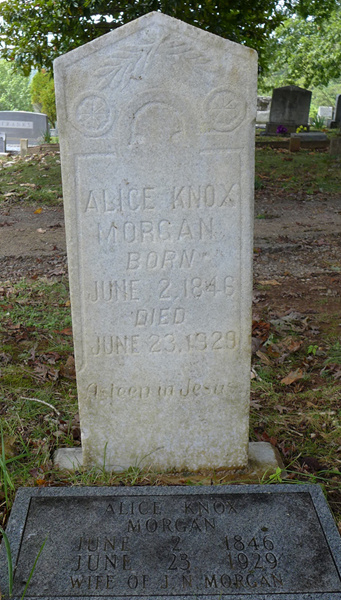 ALICE KNOX
MORGAN
BORN
JUNE 2, 1846
DIED
JUNE 23, 1929
Asleep in Jesus
ALICE KNOX
MORGAN
JUNE 2 1846
JUNE 23 1929
WIFE OF J. N. MORGAN